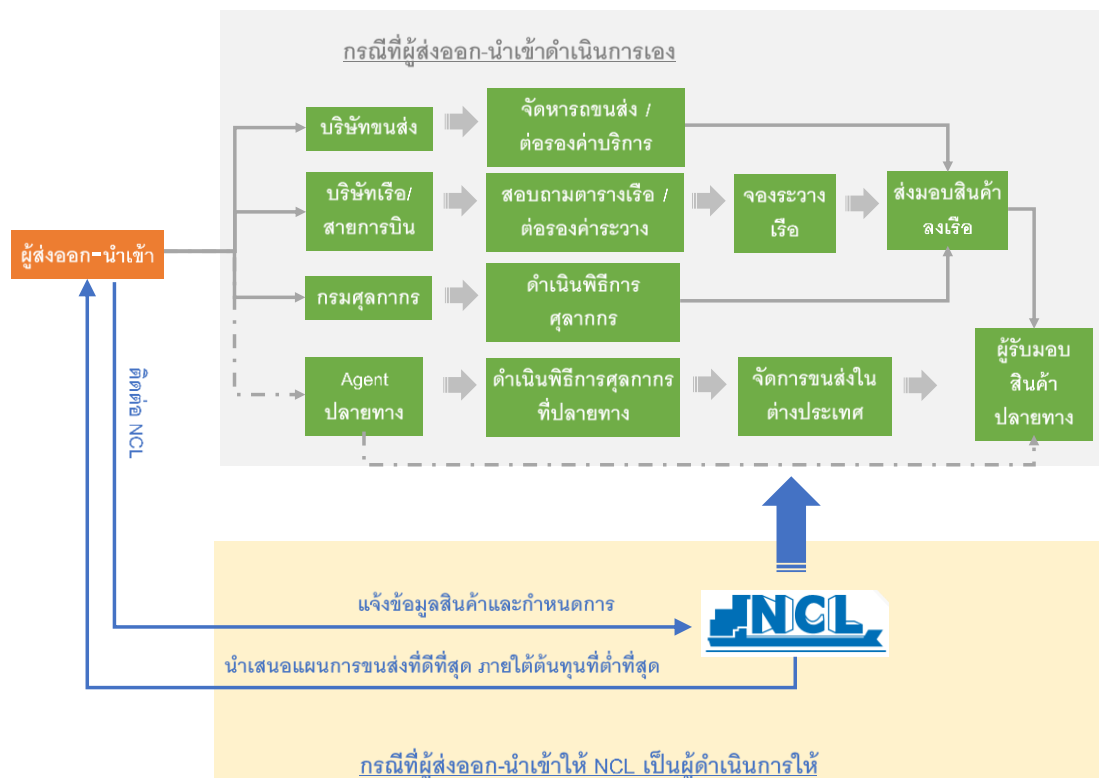 กรณีที่ผู้ส่งออก-นำเข้าดำเนินการเอง
บริษัทขนส่ง
จัดหารถขนส่ง /
ต่อรองค่าบริการ
บริษัทเรือ/
สายการบิน
สอบถามตารางเรือ /
ต่อรองค่าระวาง
จองระวาง
เรือ
ส่งมอบสินค้า
ลงเรือ
ผู้ส่งออก-นำเข้า
กรมศุลกากร
ดำเนินพิธีการ
ศุลากกร
Agent
ปลายทาง
ดำเนินพิธีการศุลกากร
ที่ปลายทาง
จัดการขนส่งใน
ต่างประเทศ
ผู้รับมอบ
สินค้า
ปลายทาง
ติดต่อ NCL
แจ้งข้อมูลสินค้าและกำหนดการ
NCL
นำเสนอแผนการขนส่งที่ดีที่สุด ภายใต้ต้นทุนที่ต่ำที่สุด
กรณีที่ผู้ส่งออก-นำเข้าให้ NCL เป็นผู้ดำเนินการให้